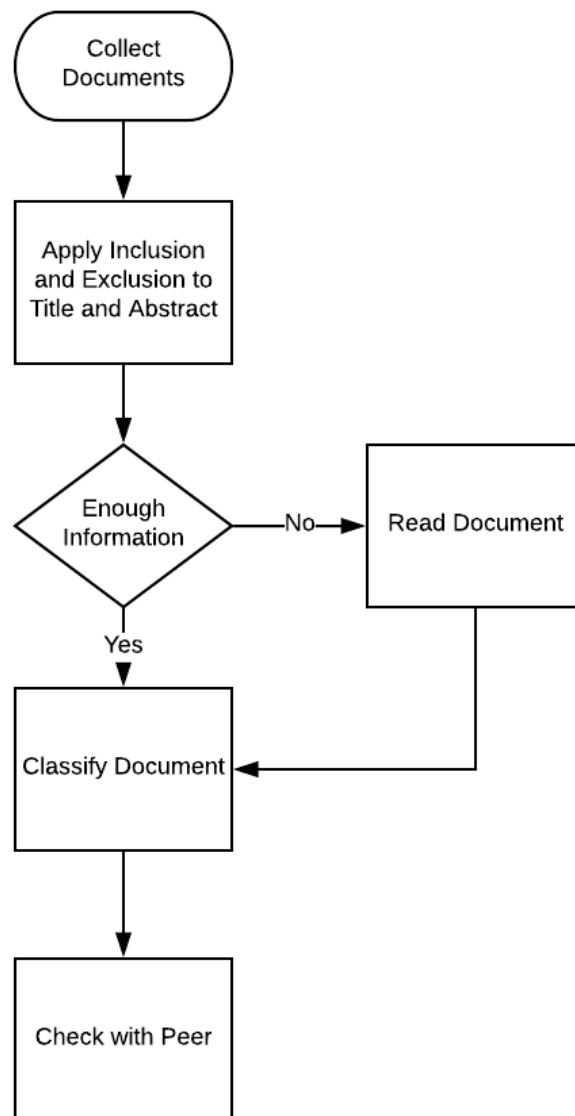 Collect
Documents
Apply Inclusion
and Exclusion to
Title and Abstract
Enough
Information
No
Read Document
Yes
Classify Document
Check with Peer